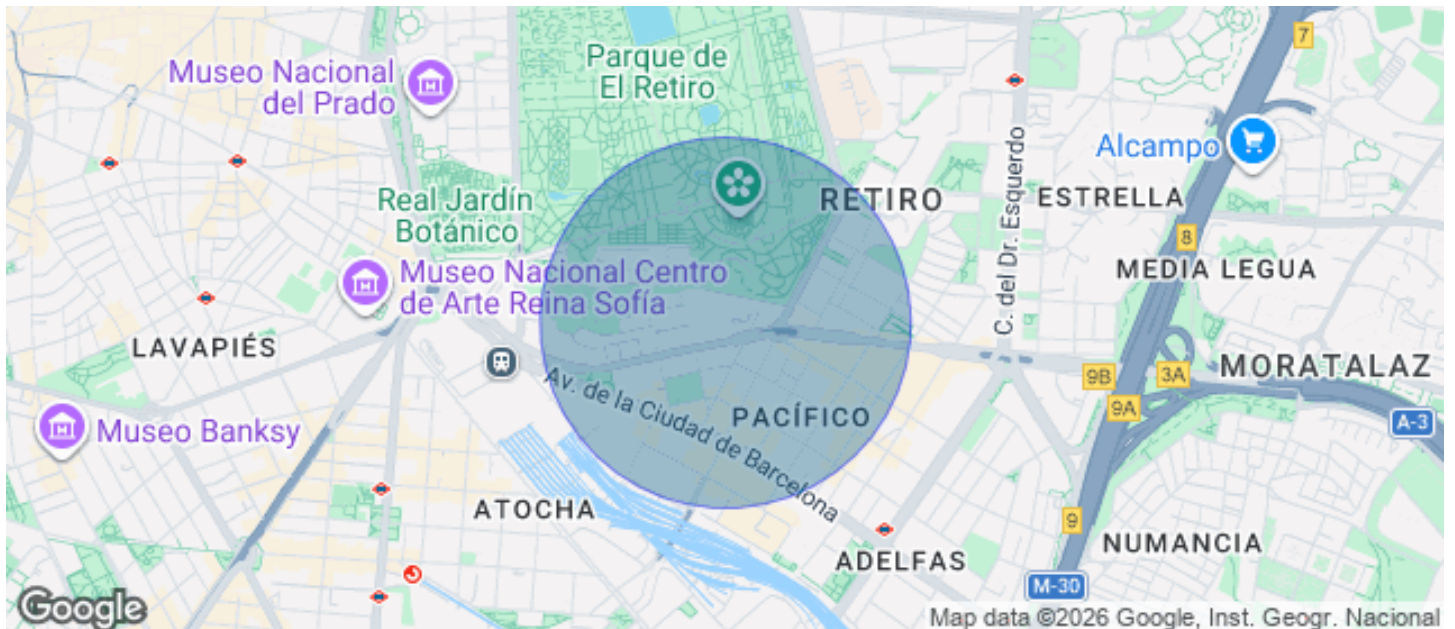 7
Museo Nacional
del Prado
Parque de
El Retiro
Alcampo
C. del Dr. Esquerdo
RETIRO
ESTRELLA
Real Jardín
Botánico
8
MEDIA LEGUA
Museo Nacional Centro
de Arte Reina Sofía
LAVAPIÉS
MORATALAZ
9B
3A
9A
A-3
Av. de la Ciudad de Barcelona
PACÍFICO
Museo Banksy
ATOCHA
9
NUMANCIA
ADELFAS
M-30
Google
Map data ©2026 Google, Inst. Geogr. Nacional